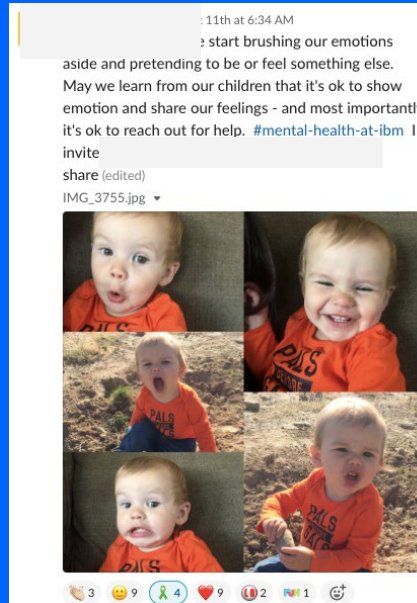 11th at 6:34 AM
start brushing our emotions
aside and pretending to be or feel something else.
May we learn from our children that it's ok to show
emotion and share our feelings - and most importantl
it's ok to reach out for help. #mental-health-at-ibm I
invite
share (edited)
IMG_3755.jpg
PALS
BEFORE
PALS
PALS
PALS
3 9 4 9 2 1